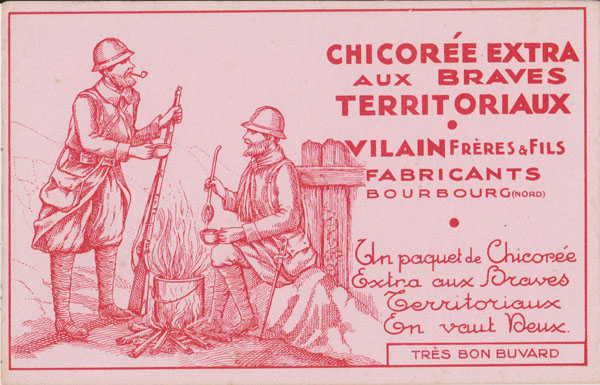 CHICORÉE EXTRA
AUX BRAVES
TERRITORIAUX
VILAIN FRÈRES & FILS
FABRICANTS
BOURBOURG (NORD)
Un paquet de Chicorée
Extra aux Braves
Territoriaux
En vaut Deux.
TRÈS BON BUVARD